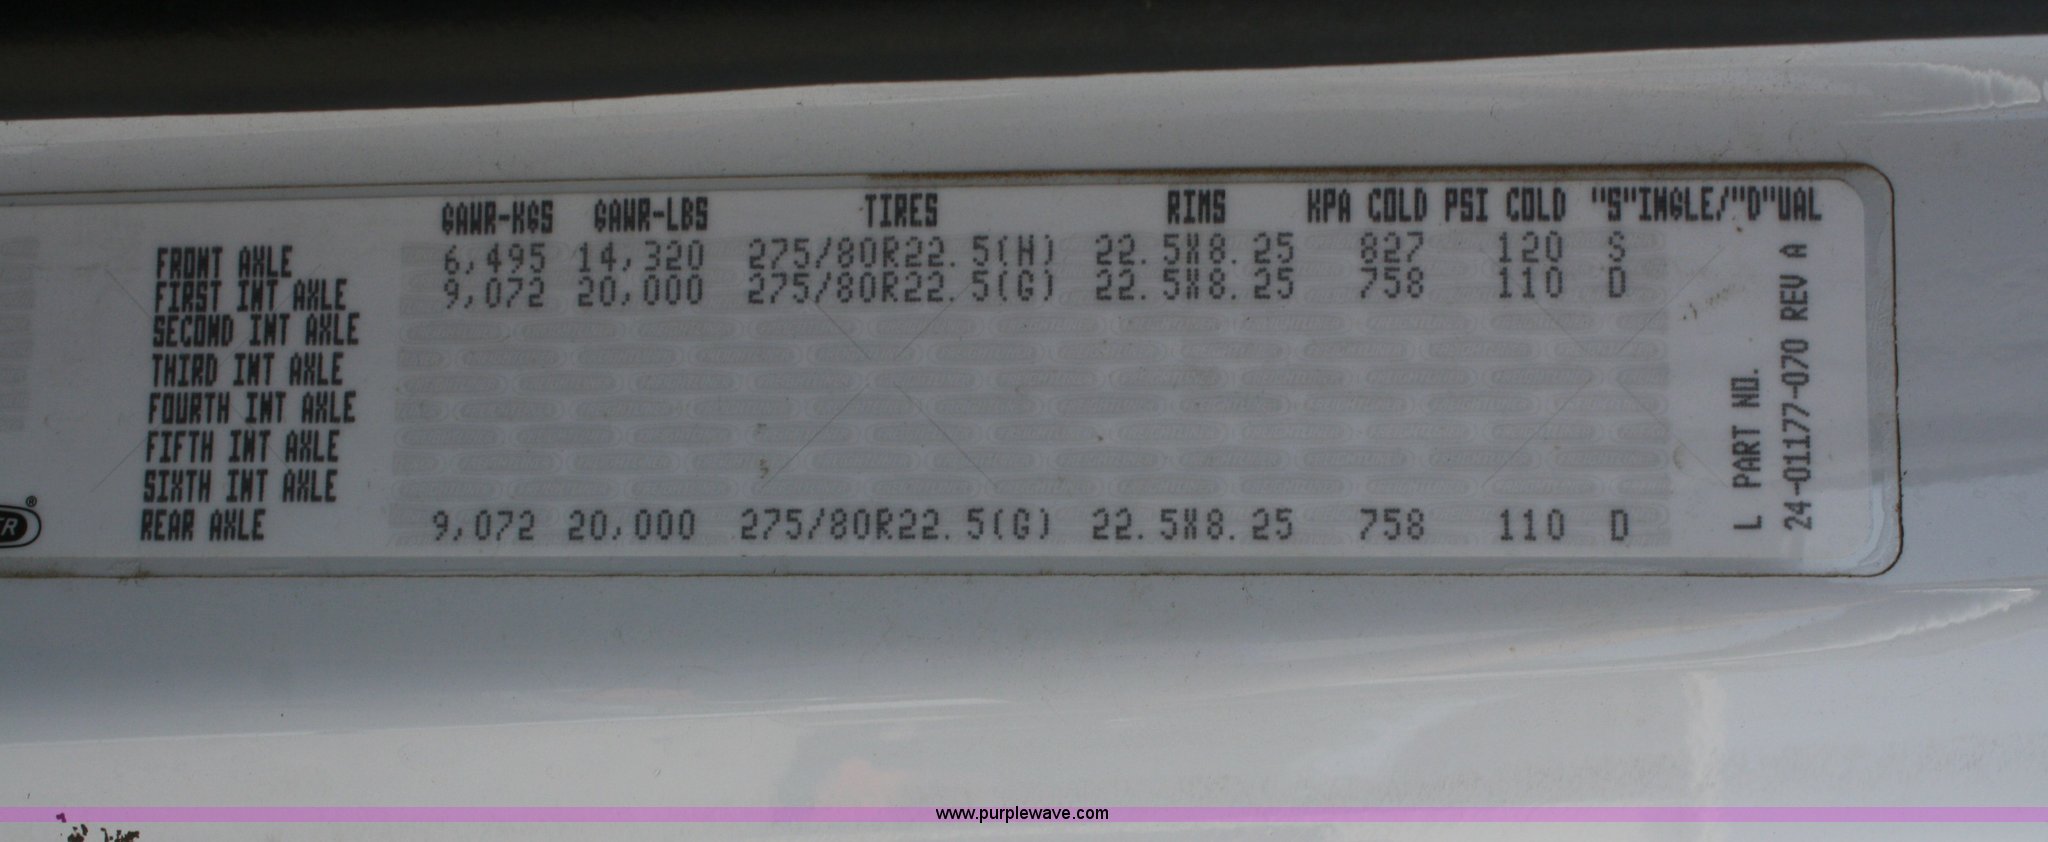 GAWR-KGS GAWR-LBS TIRES RIMS KPA COLD PSI COLD "S"INGLE/"D"UAL
FRONT AXLE 6,495 14,320 275/80R22.5(H) 22.5X8.25 827 120 S
FIRST INT AXLE 9,072 20,000 275/80R22.5(G) 22.5X8.25 758 110 D
SECOND INT AXLE
THIRD INT AXLE
FOURTH INT AXLE
FIFTH INT AXLE
SIXTH INT AXLE
REAR AXLE 9,072 20,000 275/80R22.5(G) 22.5X8.25 758 110 D
L PART NO.
24-01177-070 REV A
www.purplewave.com